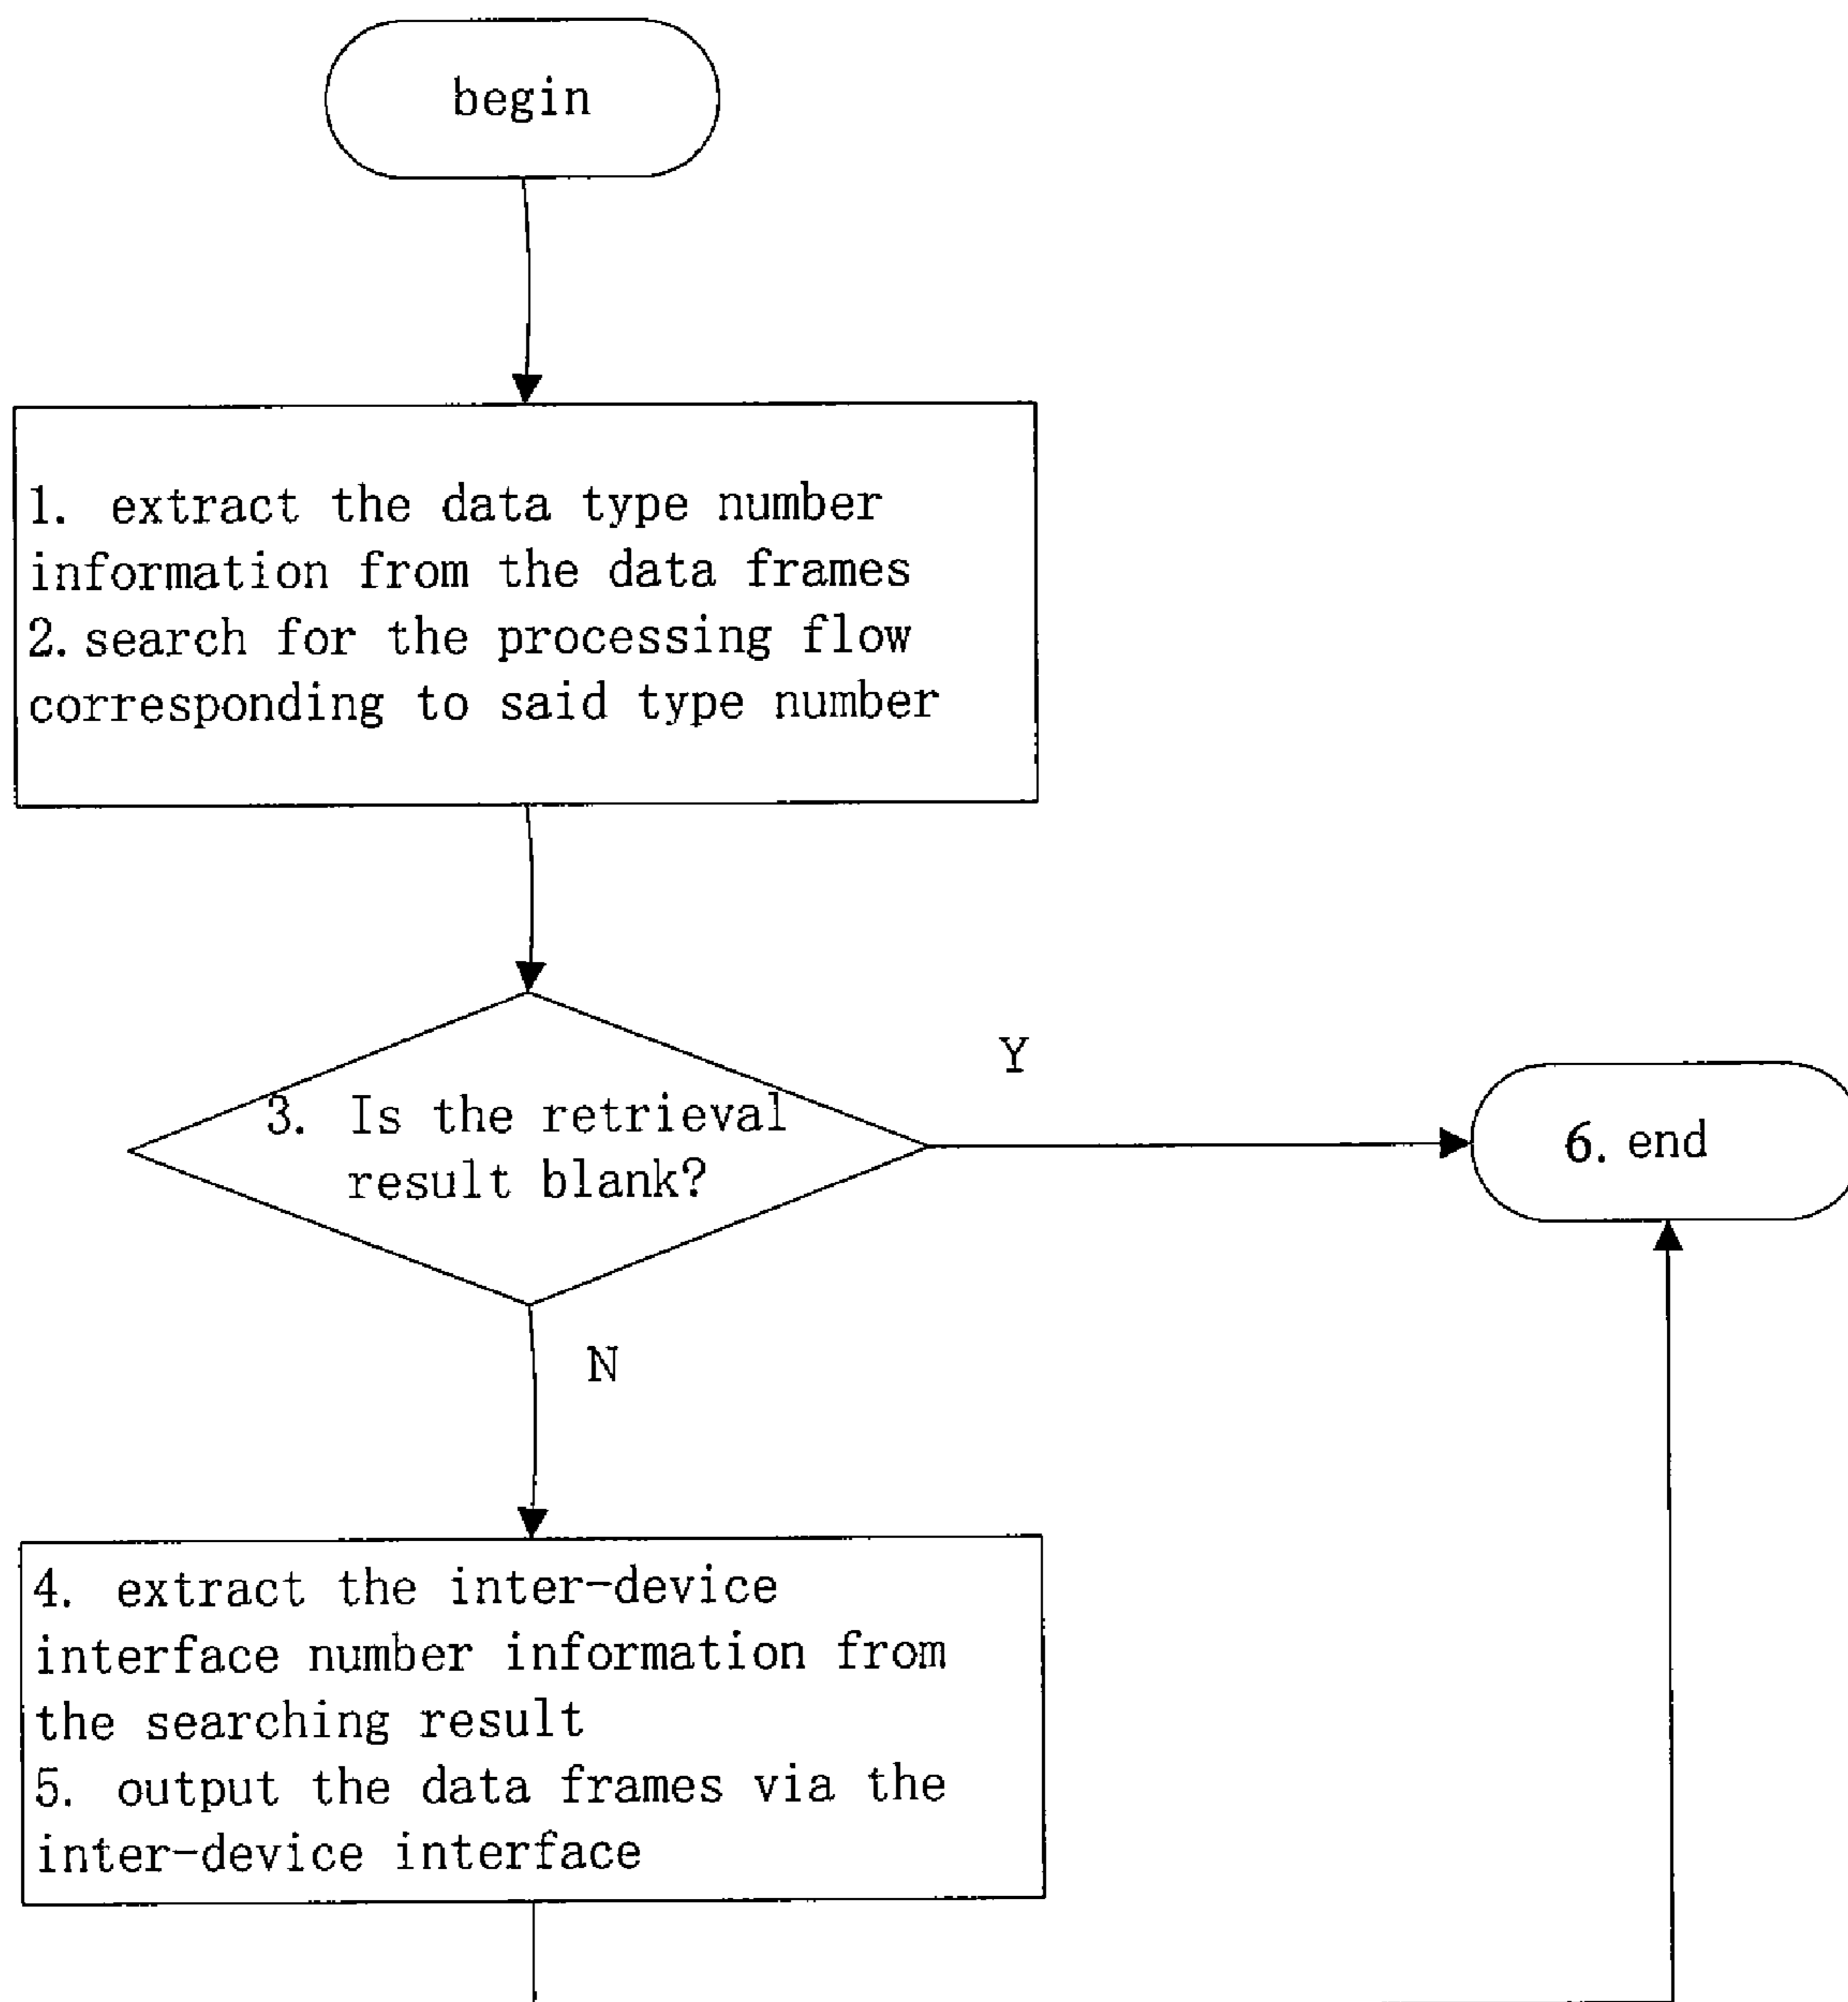 begin
1. extract the data type number
information from the data frames
2. search for the processing flow
corresponding to said type number
3. Is the retrieval
result blank?
Y
6. end
N
4. extract the inter-device
interface number information from
the searching result
5. output the data frames via the
inter-device interface